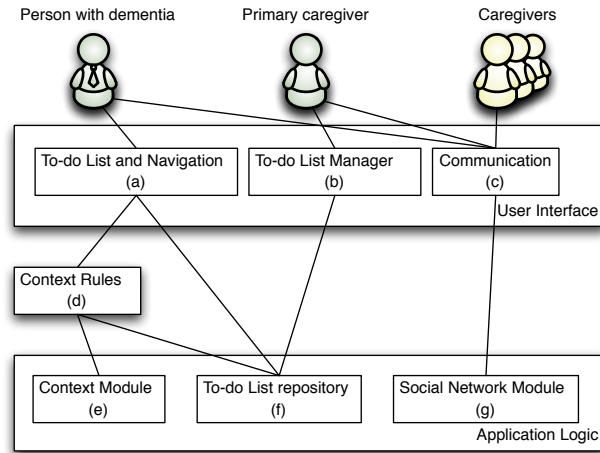 Person with dementia
Primary caregiver
Caregivers
To-do List and Navigation
(a)
To-do List Manager
(b)
Communication
(c)
User Interface
Context Rules
(d)
Context Module
(e)
To-do List repository
(f)
Social Network Module
(g)
Application Logic